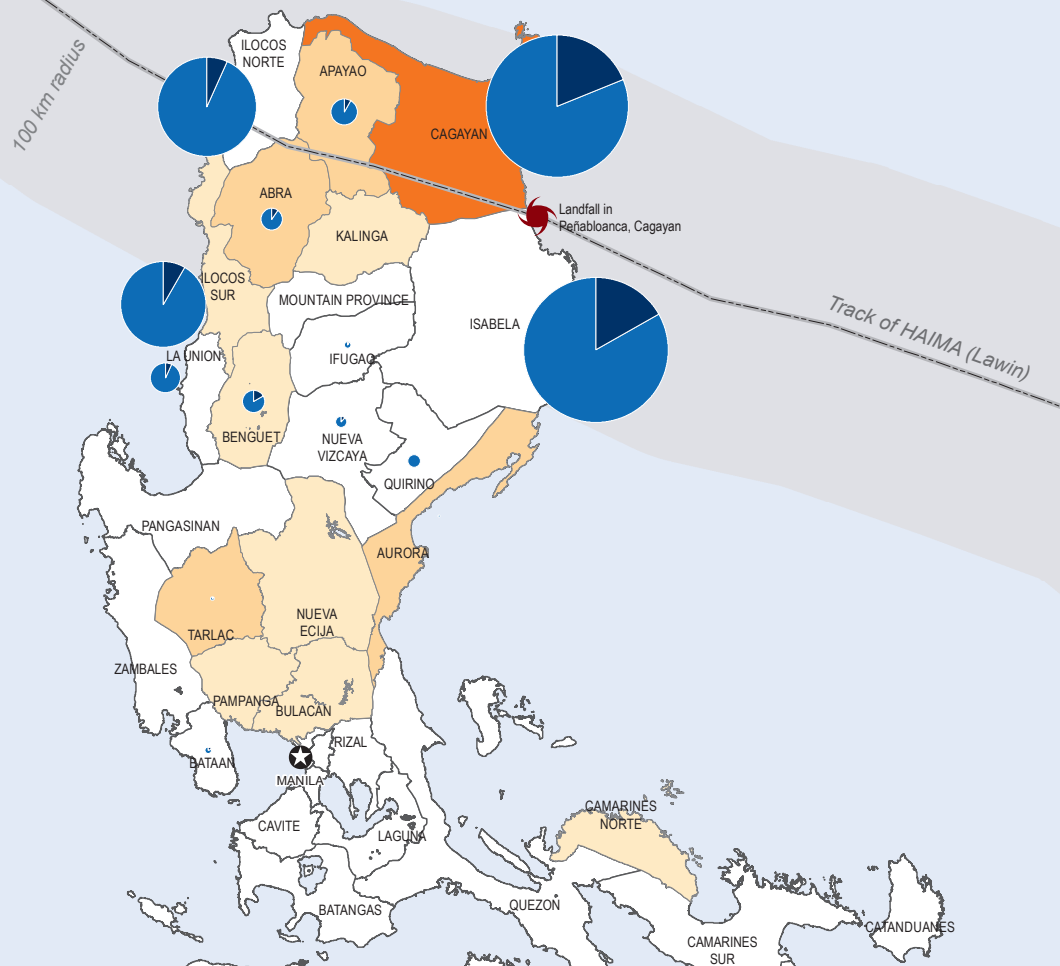 ILOCOS
NORTE
APAYAO
100 km radius
CAGAYAN
ABRA
Landfall in
Peñabloanca, Cagayan
KALINGA
ILOCOS
SUR
MOUNTAIN PROVINCE
ISABELA
Track of HAIMA (Lawin)
LA UNION
IFUGAO
BENGUET
NUEVA
VIZCAYA
QUIRINO
PANGASINAN
AURORA
NUEVA
ECIJA
TARLAC
ZAMBALES
PAMPANGA
BULACAN
RIZAL
BATAAN
MANILA
CAMARINES
NORTE
CAVITE
LAGUNA
QUEZON
BATANGAS
CATANDUANES
CAMARINES
SUR